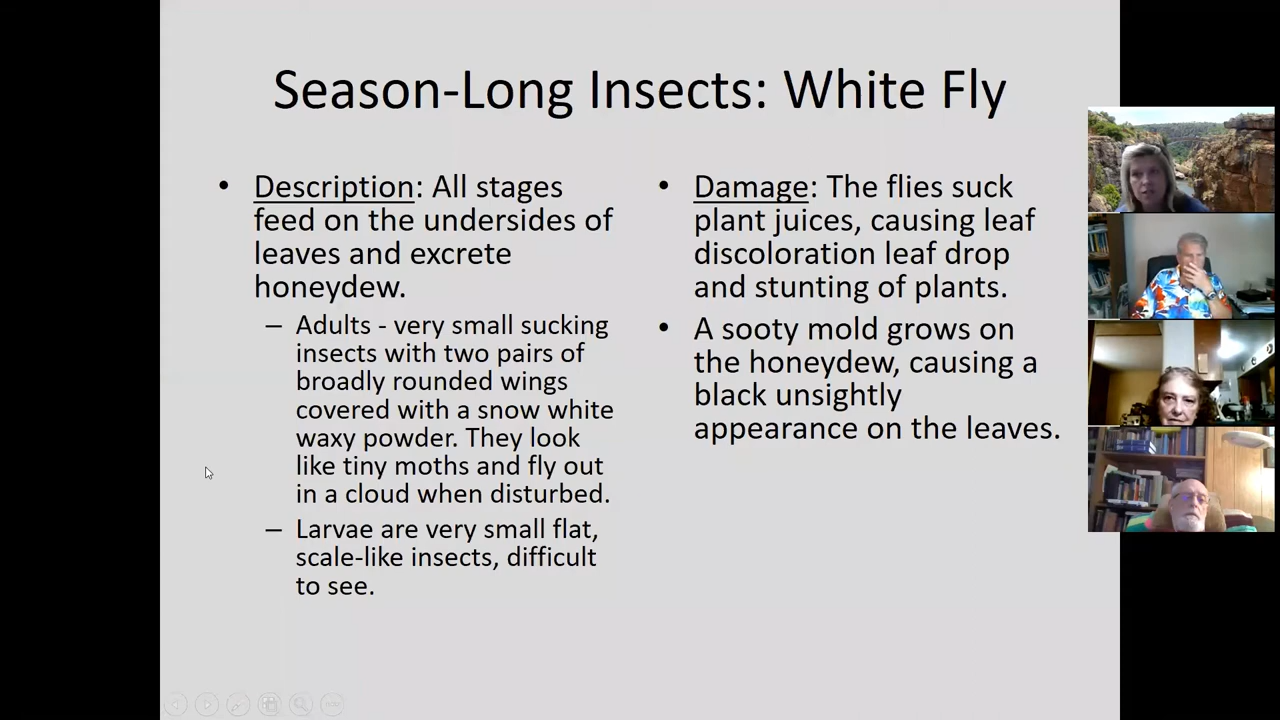 Season-Long Insects: White Fly
• Description: All stages
feed on the undersides of
leaves and excrete
honeydew.
– Adults - very small sucking
insects with two pairs of
broadly rounded wings
covered with a snow white
waxy powder. They look
like tiny moths and fly out
in a cloud when disturbed.
– Larvae are very small flat,
scale-like insects, difficult
to see.
• Damage: The flies suck
plant juices, causing leaf
discoloration leaf drop
and stunting of plants.
• A sooty mold grows on
the honeydew, causing a
black unsightly
appearance on the leaves.